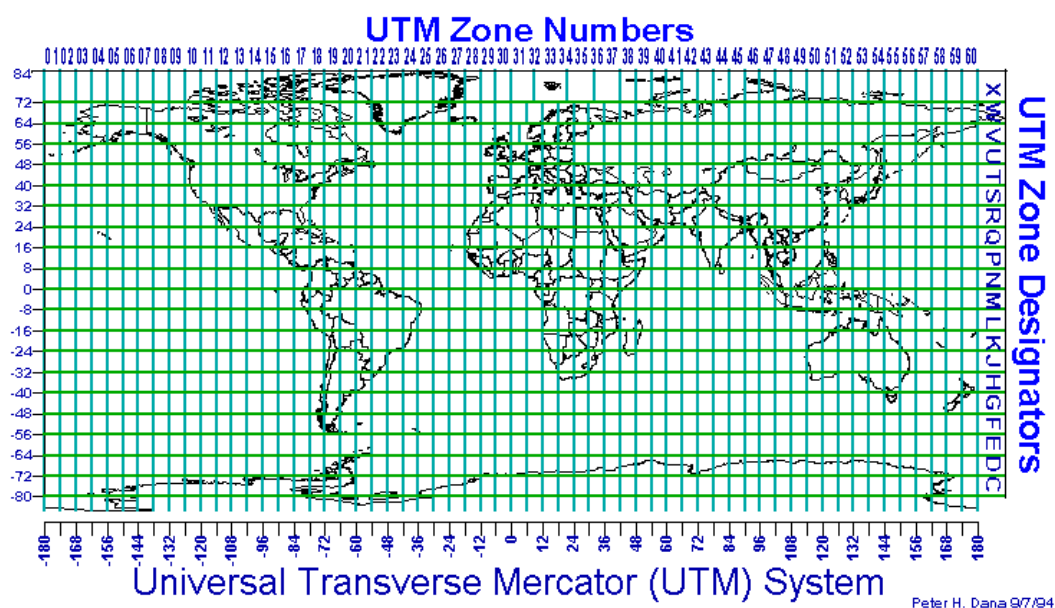 UTM Zone Numbers
01 02 03 04 05 06 07 08 09 10 11 12 13 14 15 16 17 18 19 20 21 22 23 24 25 26 27 28 29 30 31 32 33 34 35 36 37 38 39 40 41 42 43 44 45 46 47 48 49 50 51 52 53 54 55 56 57 58 59 60
84
72
64
56
48
40
32
24
16
8
0
-8
-16
-24
-32
-40
-48
-56
-64
-72
-80
X
W
V
U
T
S
R
Q
P
N
M
L
K
J
H
G
F
E
D
C
UTM Zone Designators
-180 -168 -156 -144 -132 -120 -108 -96 -84 -72 -60 -48 -36 -24 -12 0 12 24 36 48 60 72 84 96 108 120 132 144 156 168 180
Universal Transverse Mercator (UTM) System
Peter H. Dana 9/7/94